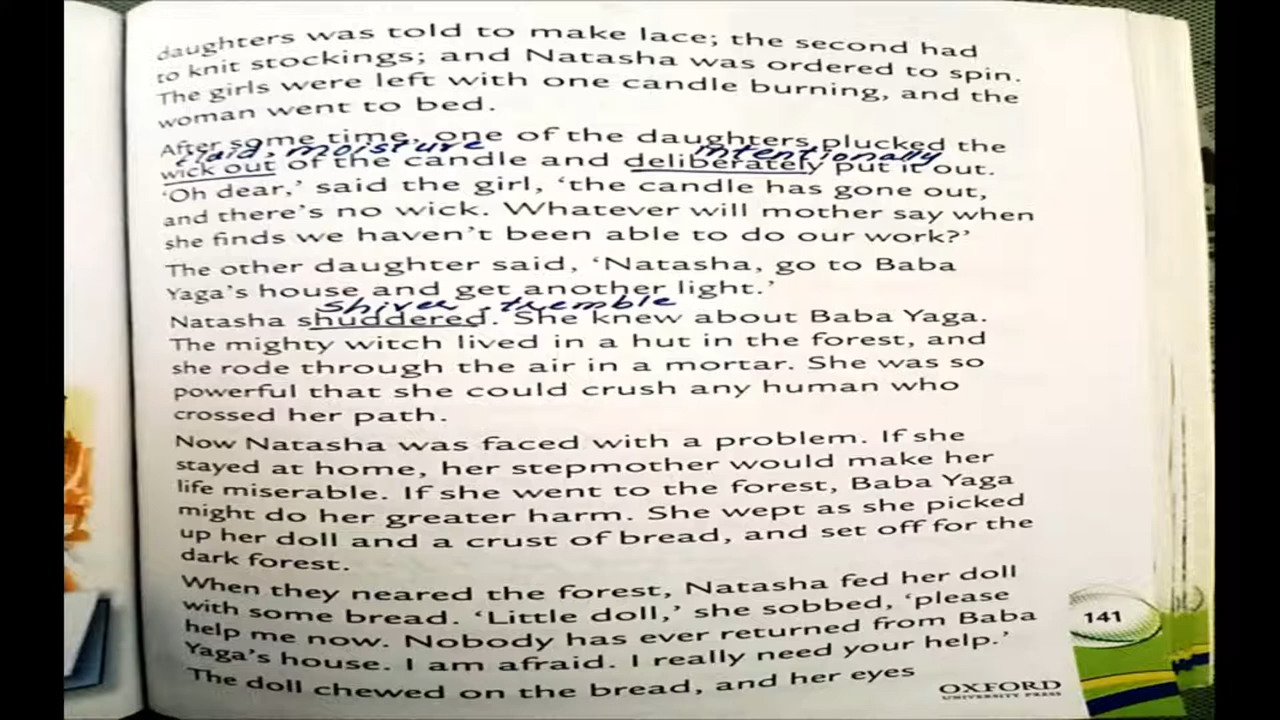 daughters was told to make lace; the second had
to knit stockings; and Natasha was ordered to spin.
The girls were left with one candle burning, and the
woman went to bed.
After some time, one of the daughters plucked the
moisture intentionally
wick out of the candle and deliberately put it out.
‘Oh dear,’ said the girl, ‘the candle has gone out,
and there’s no wick. Whatever will mother say when
she finds we haven’t been able to do our work?’
The other daughter said, ‘Natasha, go to Baba
Yaga’s house and get another light.’
shiver, tremble
Natasha shuddered. She knew about Baba Yaga.
The mighty witch lived in a hut in the forest, and
she rode through the air in a mortar. She was so
powerful that she could crush any human who
crossed her path.
Now Natasha was faced with a problem. If she
stayed at home, her stepmother would make her
life miserable. If she went to the forest, Baba Yaga
might do her greater harm. She wept as she picked
up her doll and a crust of bread, and set off for the
dark forest.
When they neared the forest, Natasha fed her doll
with some bread. ‘Little doll,’ she sobbed, ‘please
help me now. Nobody has ever returned from Baba
Yaga’s house. I am afraid. I really need your help.’
The doll chewed on the bread, and her eyes
141
OXFORD
UNIVERSITY PRESS